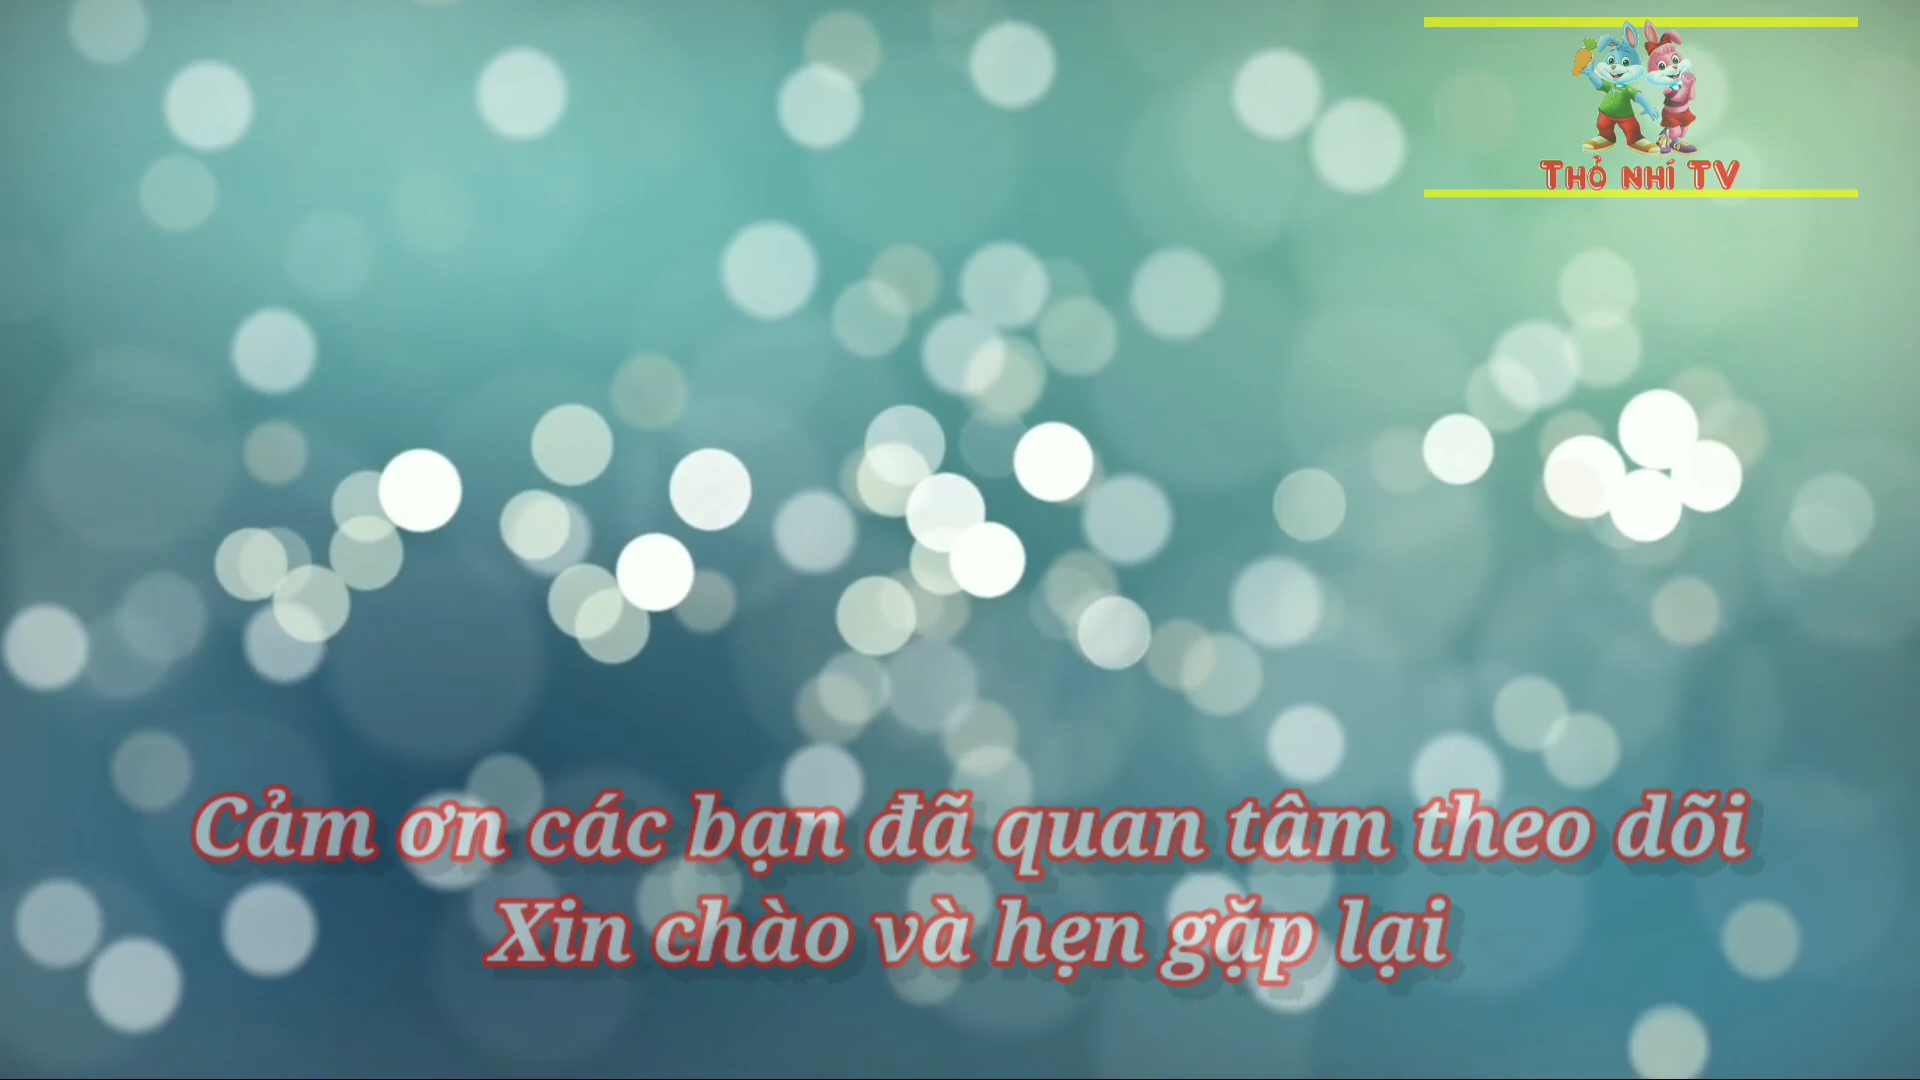 Thỏ nhí TV
Cảm ơn các bạn đã quan tâm theo dõi
Xin chào và hẹn gặp lại